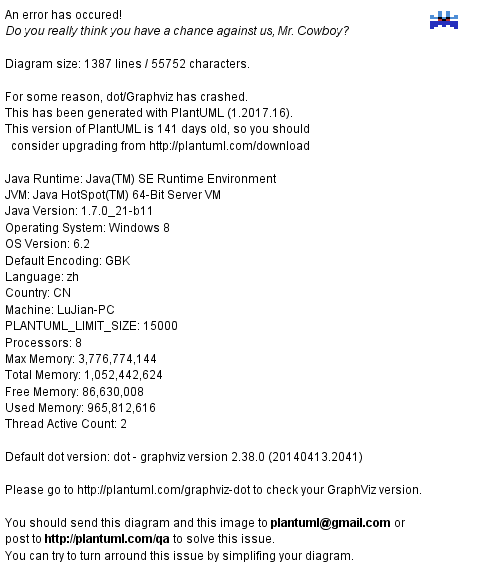 An error has occured!
Do you really think you have a chance against us, Mr. Cowboy?
Diagram size: 1387 lines / 55752 characters.
For some reason, dot/Graphviz has crashed.
This has been generated with PlantUML (1.2017.16).
This version of PlantUML is 141 days old, so you should
consider upgrading from http://plantuml.com/download
Java Runtime: Java(TM) SE Runtime Environment
JVM: Java HotSpot(TM) 64-Bit Server VM
Java Version: 1.7.0_21-b11
Operating System: Windows 8
OS Version: 6.2
Default Encoding: GBK
Language: zh
Country: CN
Machine: LuJian-PC
PLANTUML_LIMIT_SIZE: 15000
Processors: 8
Max Memory: 3,776,774,144
Total Memory: 1,052,442,624
Free Memory: 86,630,008
Used Memory: 965,812,616
Thread Active Count: 2
Default dot version: dot - graphviz version 2.38.0 (20140413.2041)
Please go to http://plantuml.com/graphviz-dot to check your GraphViz version.
You should send this diagram and this image to plantuml@gmail.com or
post to http://plantuml.com/qa to solve this issue.
You can try to turn arround this issue by simplifing your diagram.